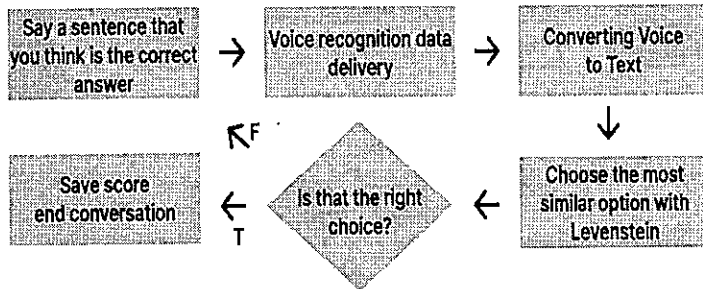 Say a sentence that
you think is the correct
answer
Voice recognition data
delivery
Converting Voice
to Text
Choose the most
similar option with
Levenstein
Is that the right
choice?
F
T
Save score
end conversation